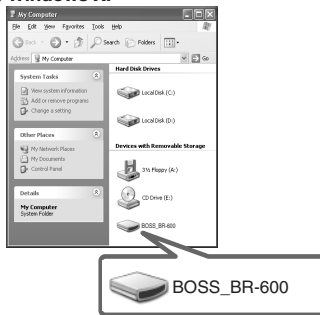 My Computer
File Edit View Favorites Tools Help
Back Search Folders
Address My Computer Go
System Tasks
View system information
Add or remove programs
Change a setting
Other Places
My Network Places
My Documents
Control Panel
Details
My Computer
System Folder
Hard Disk Drives
Local Disk (C:)
Local Disk (D:)
Devices with Removable Storage
3½ Floppy (A:)
CD Drive (E:)
BOSS_BR-600
BOSS_BR-600